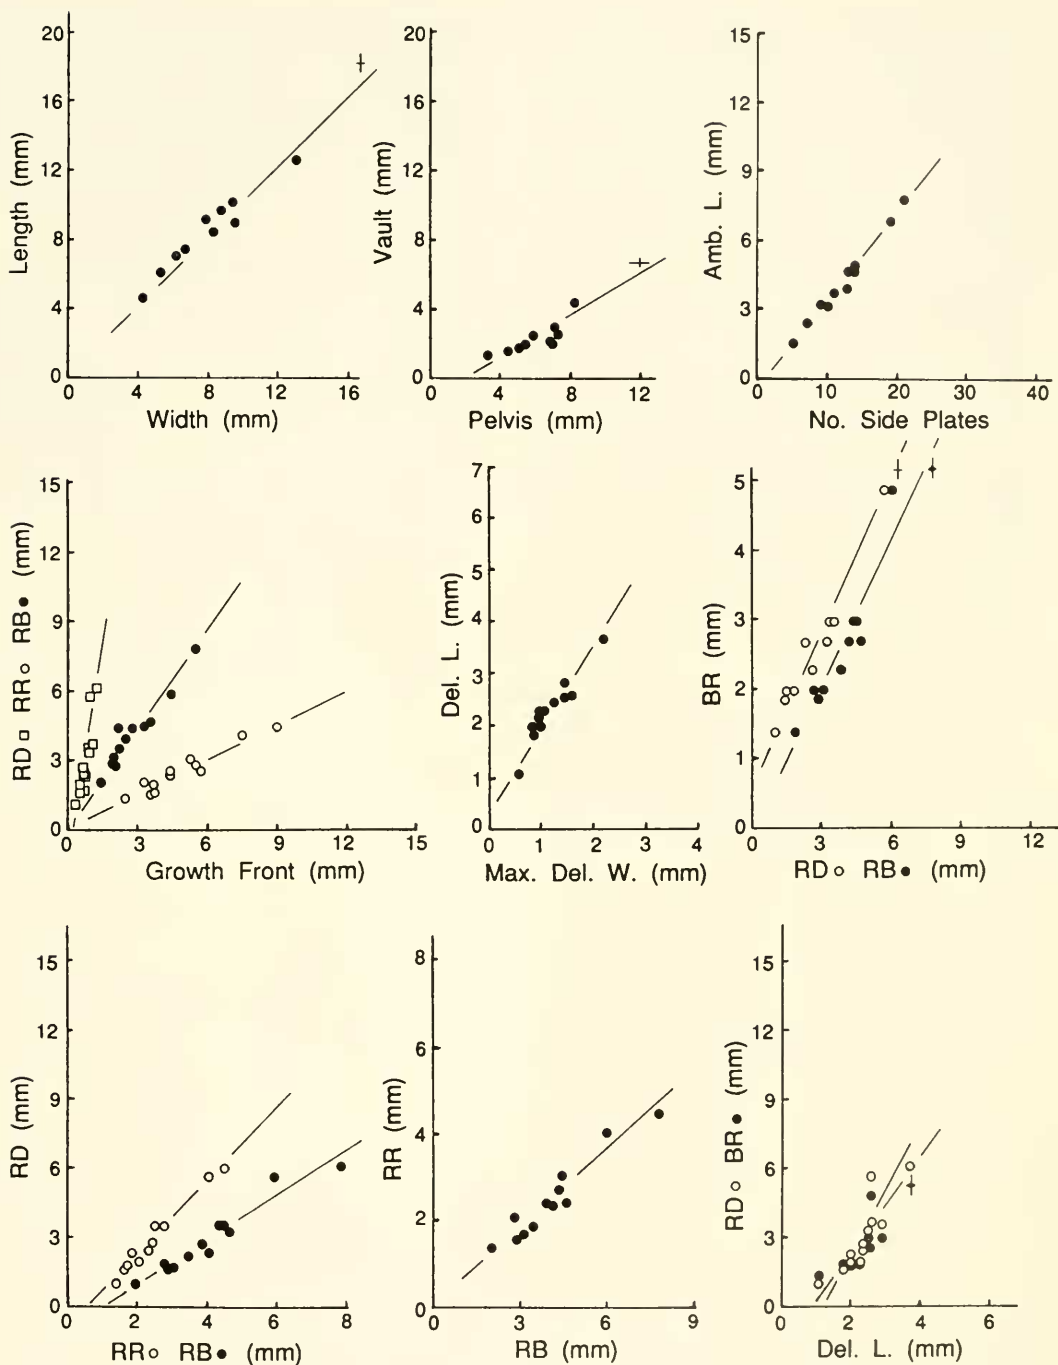 20
16
12
8
4
0
Length (mm)
0 4 8 12 16
Width (mm)
20
16
12
8
4
0
Vault (mm)
0 4 8 12
Pelvis (mm)
15
12
9
6
3
0
Amb. L. (mm)
0 10 20 30 40
No. Side Plates
15
12
9
6
3
0
RD □ RR ○ RB ● (mm)
0 3 6 9 12 15
Growth Front (mm)
7
6
5
4
3
2
1
0
Del. L. (mm)
0 1 2 3 4
Max. Del. W. (mm)
5
4
3
2
1
0
BR (mm)
0 3 6 9 12
RD ○ RB ● (mm)
15
12
9
6
3
0
RD (mm)
0 2 4 6 8
RR ○ RB ● (mm)
8
6
4
2
0
RR (mm)
0 3 6 9
RB (mm)
15
12
9
6
3
0
RD ○ BR ● (mm)
0 2 4 6
Del. L. (mm)